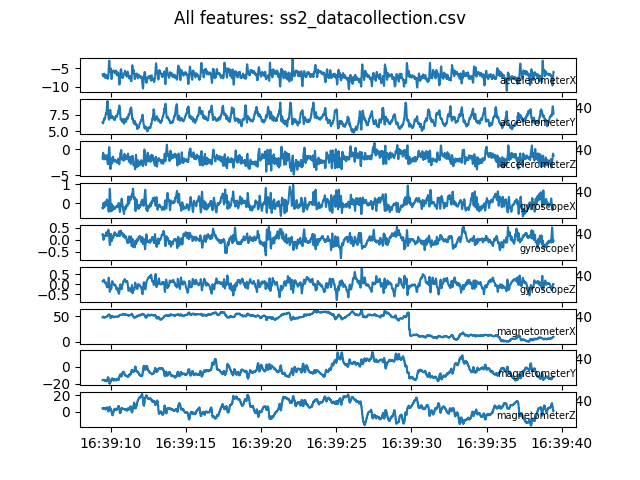 All features: ss2_datacollection.csv
−5
−10
accelerometerX
7.5
5.0
accelerometerY
40
0
−5
accelerometerZ
40
1
0
gyroscopeX
40
0.5
0.0
−0.5
gyroscopeY
40
0.5
0.0
−0.5
gyroscopeZ
40
50
0
magnetometerX
40
0
−20
magnetometerY
40
20
0
magnetometerZ
40
16:39:10 16:39:15 16:39:20 16:39:25 16:39:30 16:39:35 16:39:40